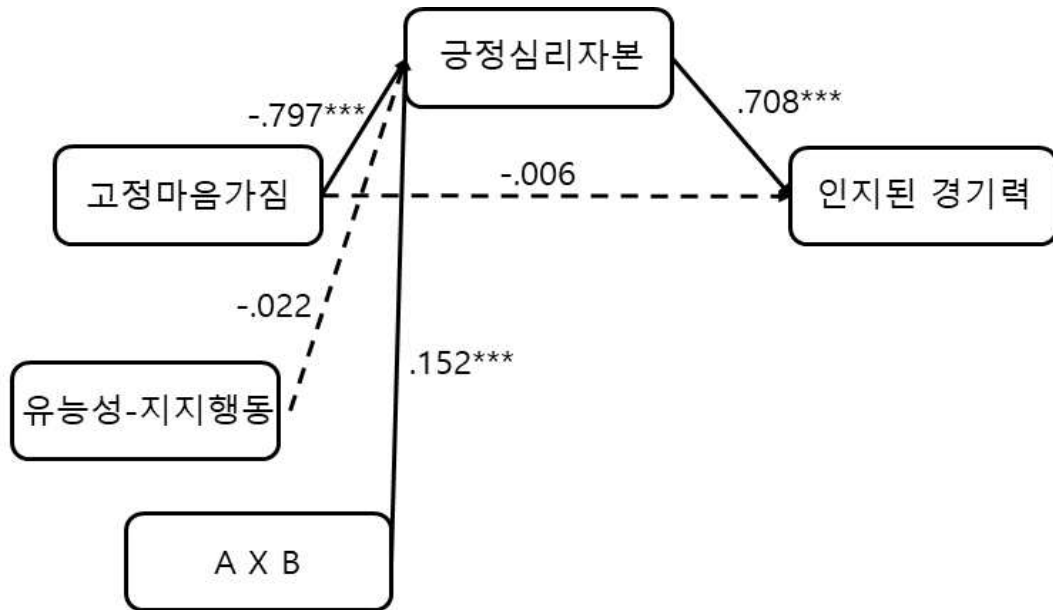 긍정심리자본
-.797***
.708***
고정마음가짐
-.006
인지된 경기력
-.022
.152***
유능성-지지행동
A X B